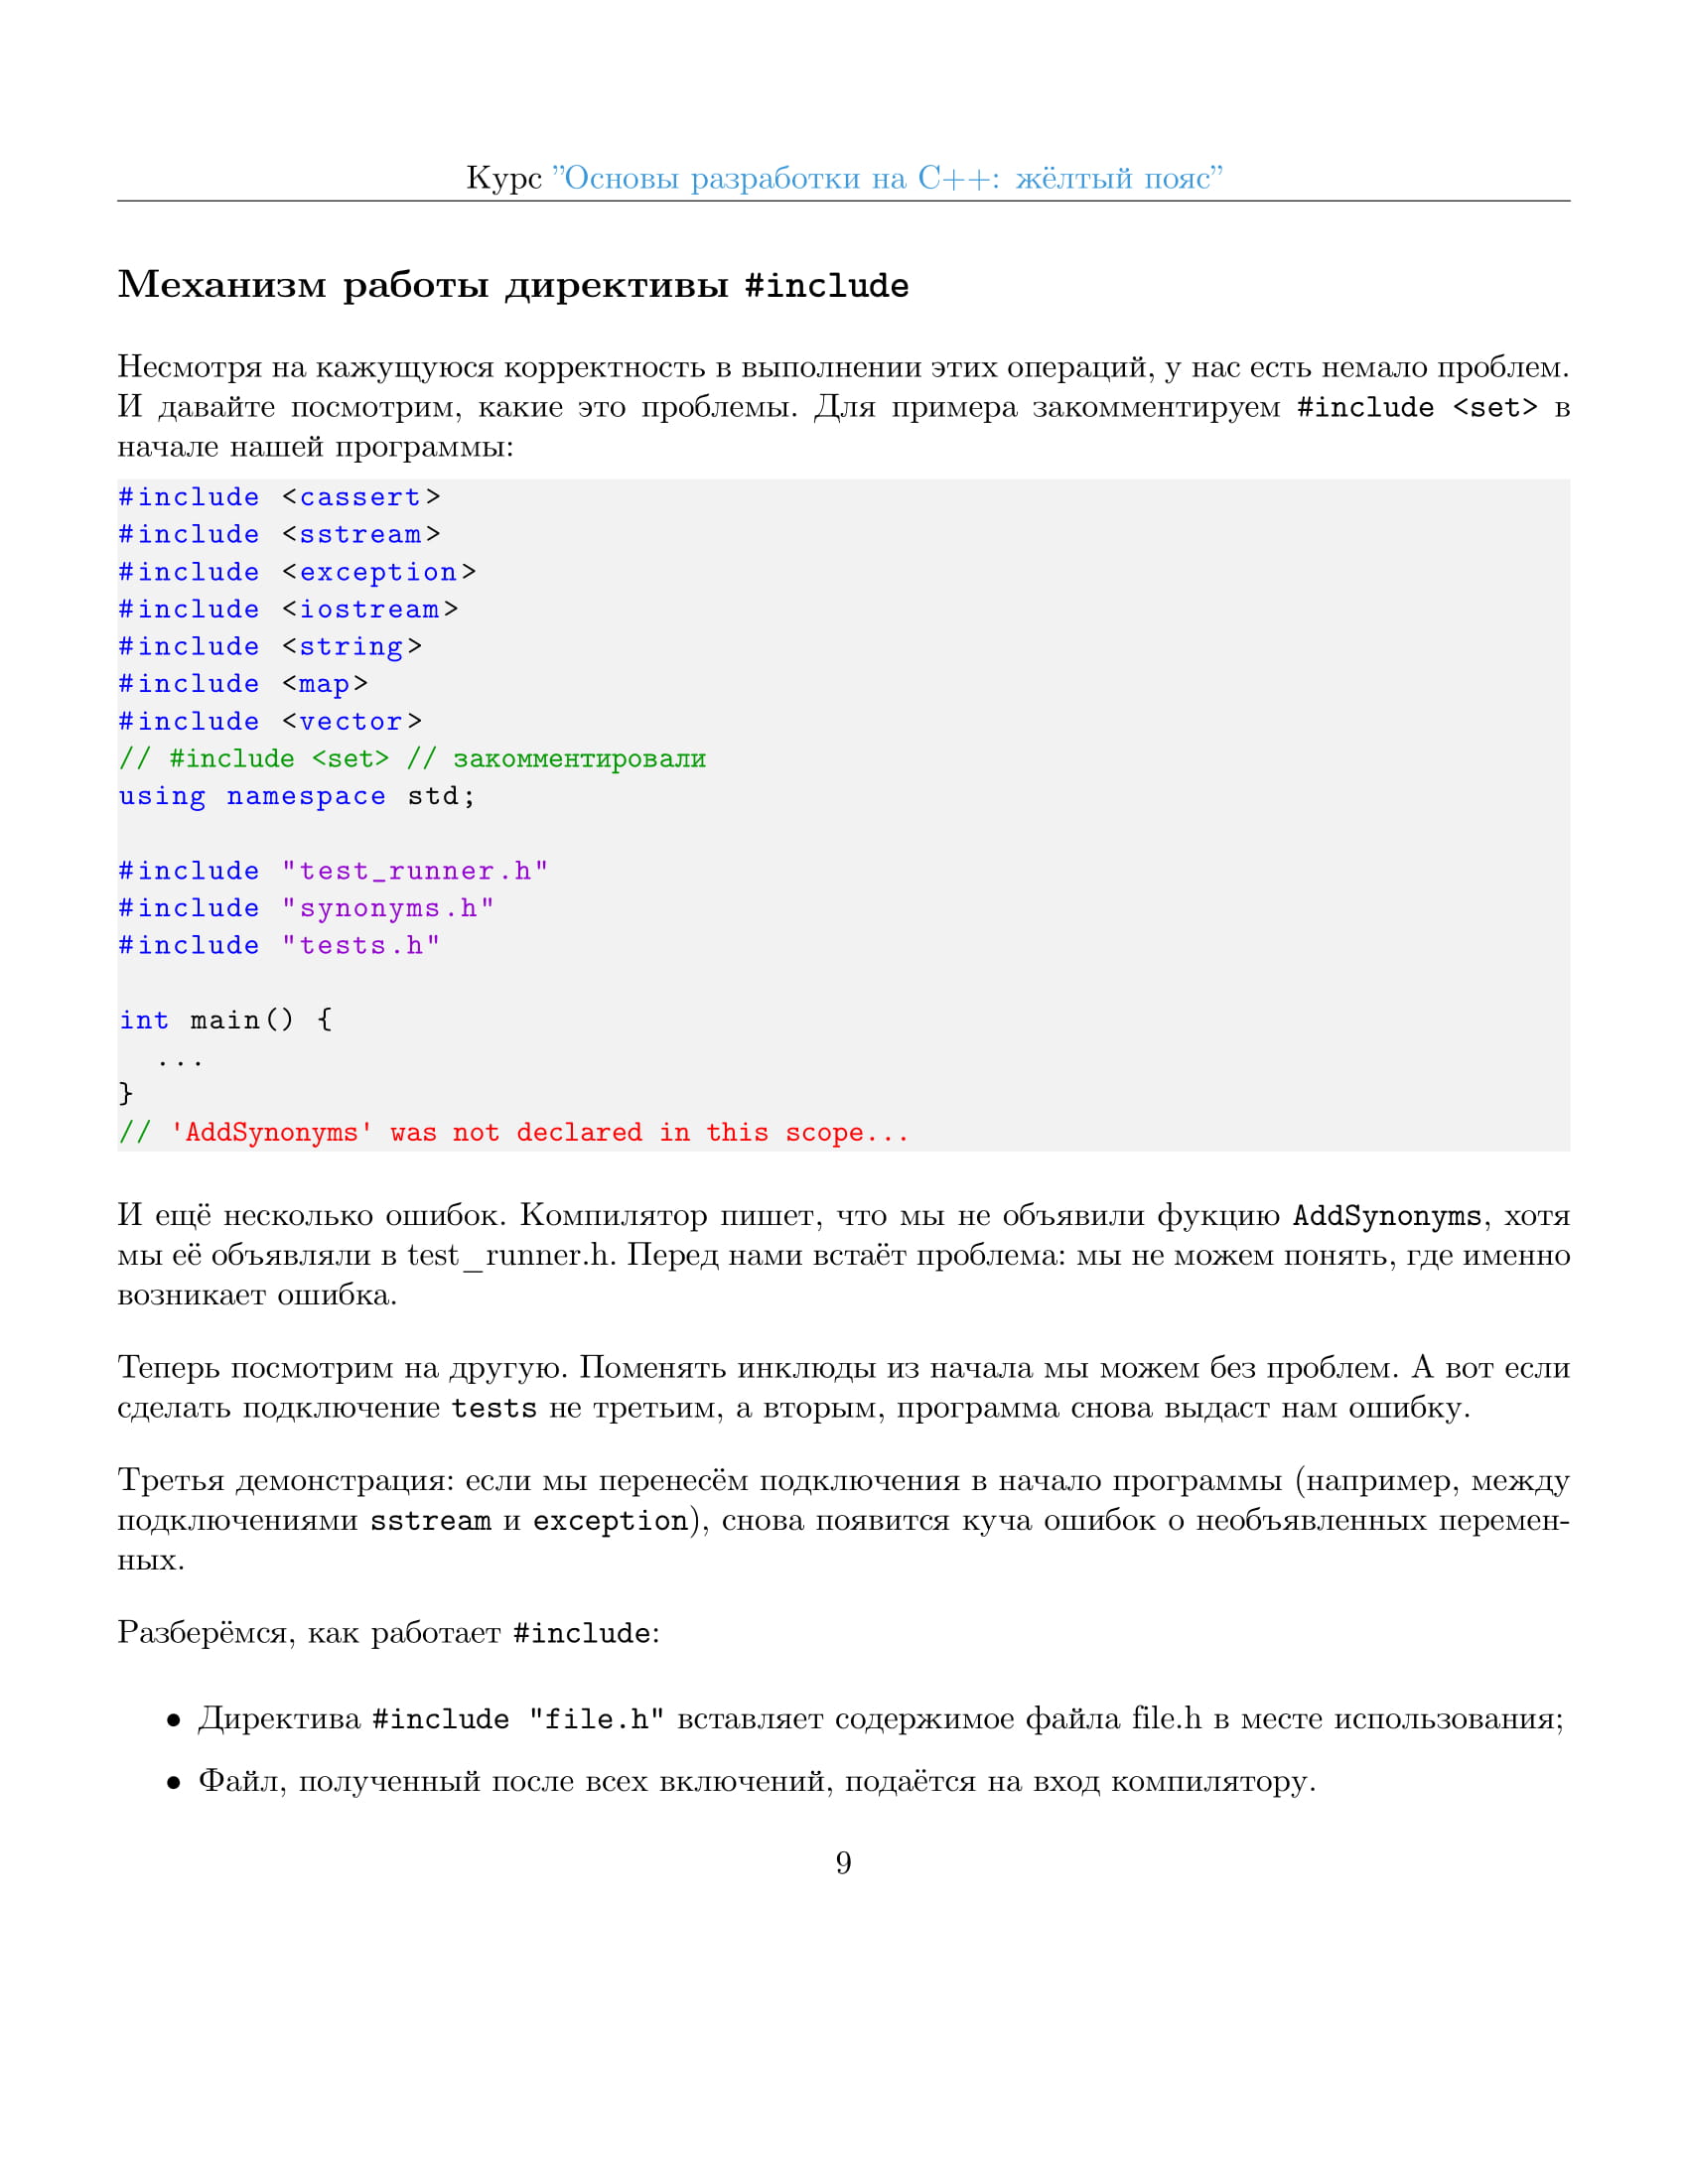 Курс ”Основы разработки на C++: жёлтый пояс”
Механизм работы директивы #include
Несмотря на кажущуюся корректность в выполнении этих операций, у нас есть немало проблем.
И давайте посмотрим, какие это проблемы. Для примера закомментируем #include <set> в
начале нашей программы:
#include <cassert>
#include <sstream>
#include <exception>
#include <iostream>
#include <string>
#include <map>
#include <vector>
// #include <set> // закомментировали
using namespace std;
#include "test_runner.h"
#include "synonyms.h"
#include "tests.h"
int main() {
  ...
}
// 'AddSynonyms' was not declared in this scope...
И ещё несколько ошибок. Компилятор пишет, что мы не объявили фукцию AddSynonyms, хотя
мы её объявляли в test_runner.h. Перед нами встаёт проблема: мы не можем понять, где именно
возникает ошибка.
Теперь посмотрим на другую. Поменять инклюды из начала мы можем без проблем. А вот если
сделать подключение tests не третьим, а вторым, программа снова выдаст нам ошибку.
Третья демонстрация: если мы перенесём подключения в начало программы (например, между
подключениями sstream и exception), снова появится куча ошибок о необъявленных перемен-
ных.
Разберёмся, как работает #include:
• Директива #include "file.h" вставляет содержимое файла file.h в месте использования;
• Файл, полученный после всех включений, подаётся на вход компилятору.
9